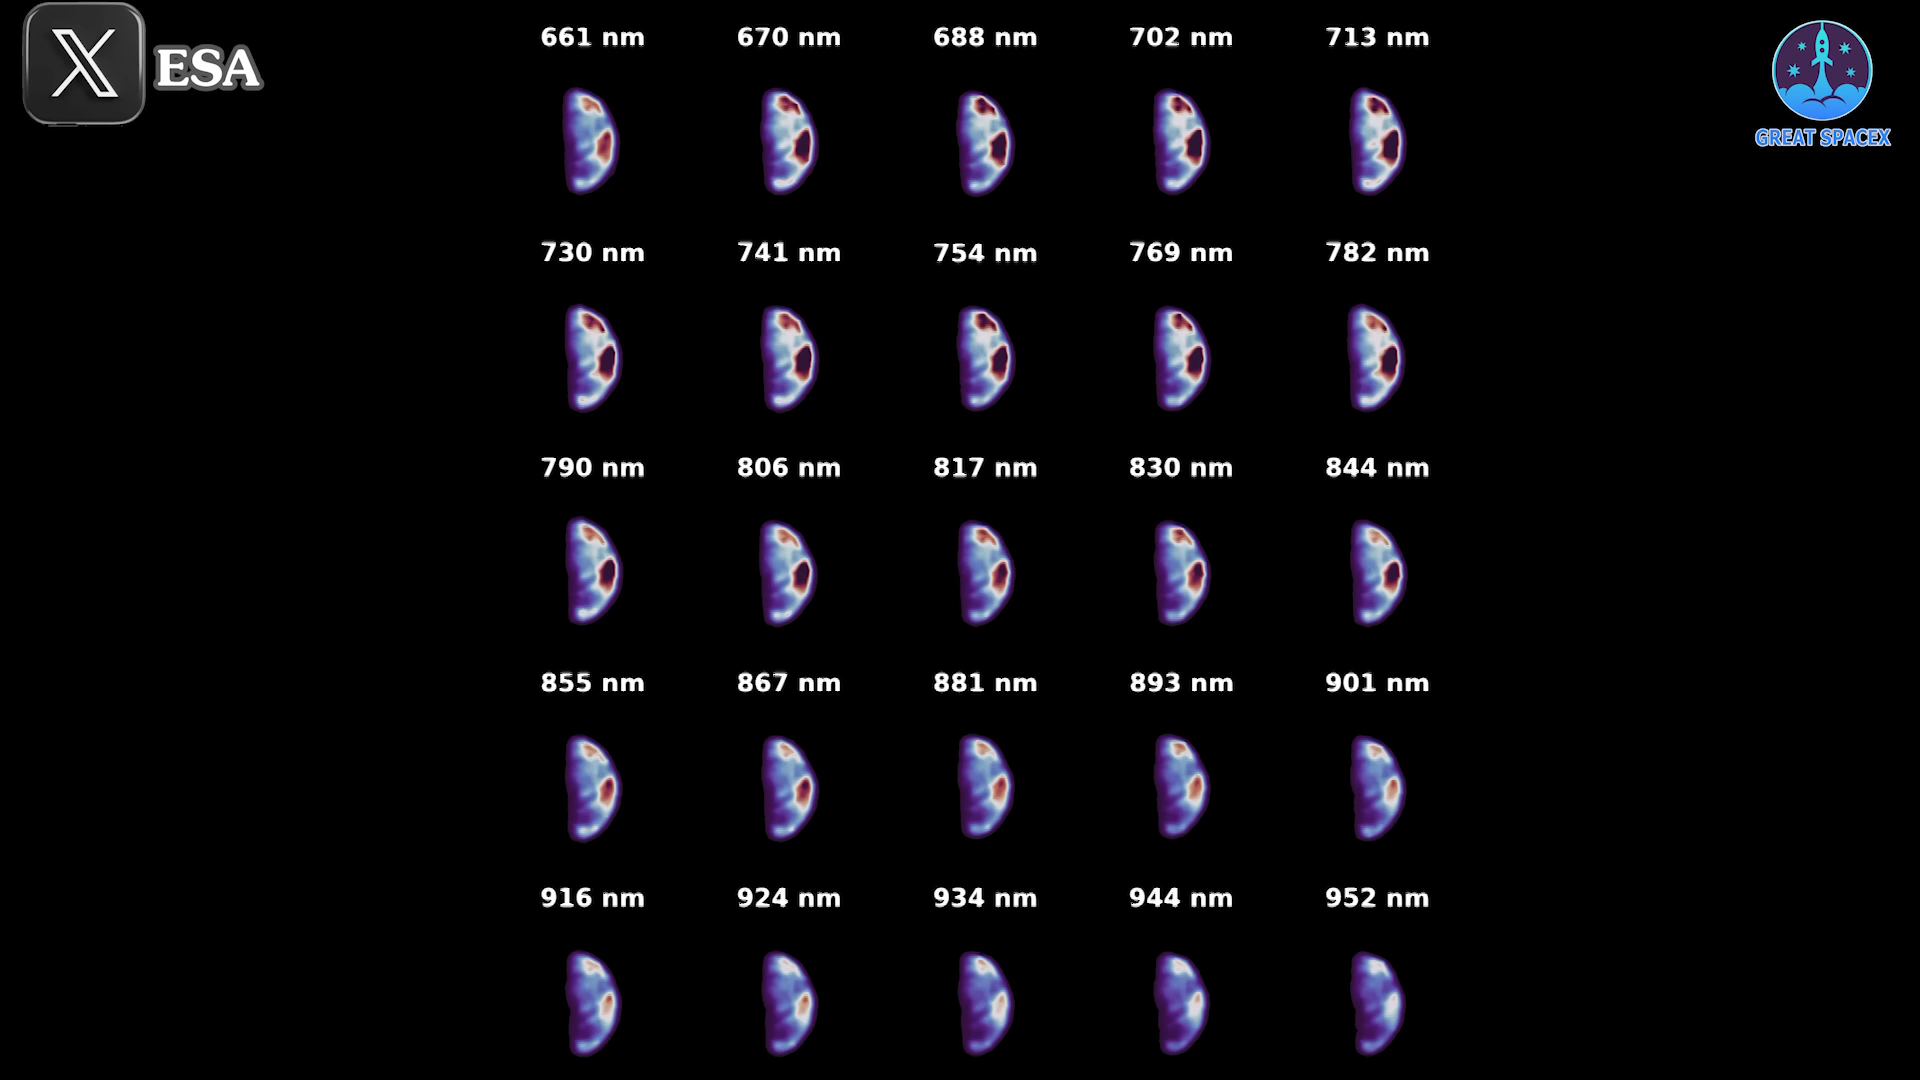 X ESA
GREAT SPACEX
661 nm 670 nm 688 nm 702 nm 713 nm
730 nm 741 nm 754 nm 769 nm 782 nm
790 nm 806 nm 817 nm 830 nm 844 nm
855 nm 867 nm 881 nm 893 nm 901 nm
916 nm 924 nm 934 nm 944 nm 952 nm